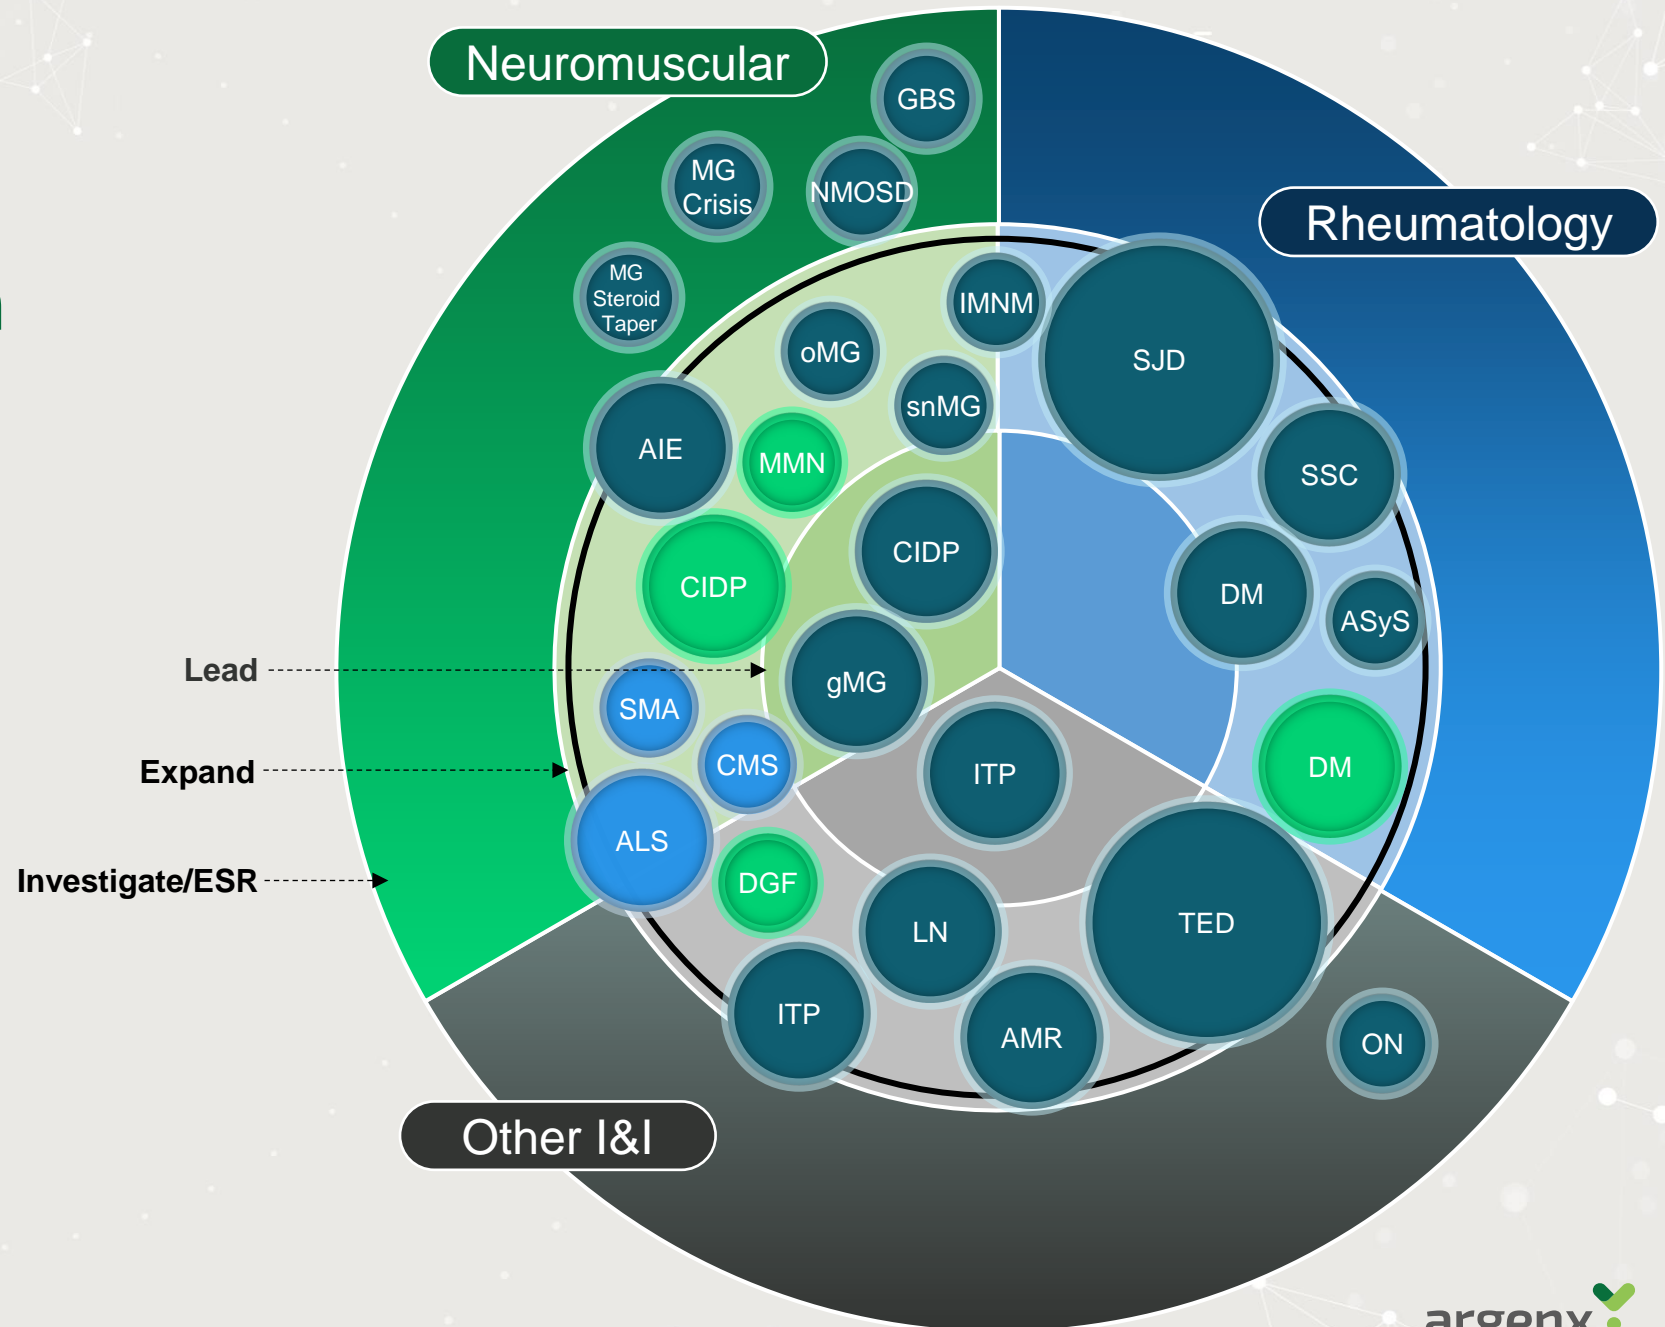 Neuromuscular
GBS
MG
Crisis
NMOSD
Rheumatology
MG
Steroid
Taper
IMNM
oMG
SJD
snMG
AIE
MMN
SSC
CIDP
CIDP
DM
ASyS
Lead
gMG
SMA
CMS
Expand
ITP
DM
ALS
Investigate/ESR
DGF
LN
TED
ITP
AMR
ON
Other I&I
argenx